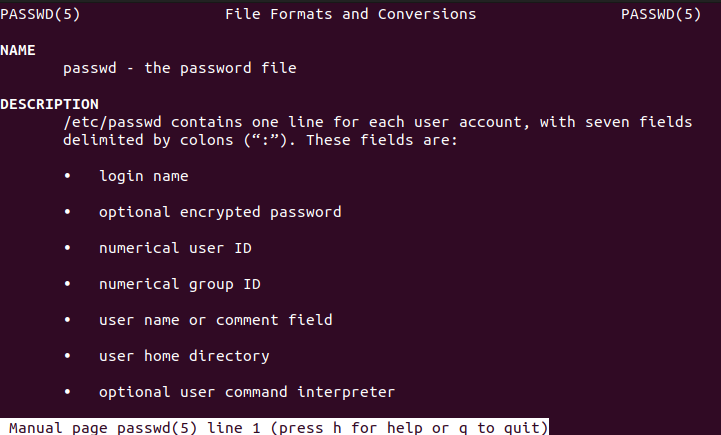 PASSWD(5) File Formats and Conversions PASSWD(5)
NAME
passwd - the password file
DESCRIPTION
/etc/passwd contains one line for each user account, with seven fields
delimited by colons (“:”). These fields are:
• login name
• optional encrypted password
• numerical user ID
• numerical group ID
• user name or comment field
• user home directory
• optional user command interpreter
Manual page passwd(5) line 1 (press h for help or q to quit)